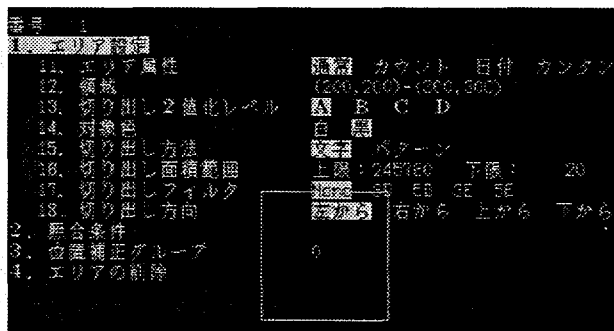 番号 1
1. エリア設定
11. エリア属性 通常 カウント 日付 カンタン
12. 領域 (200,200)-(300,300)
13. 切り出し2値化レベル A B C D
14. 対象色 白 黒
15. 切り出し方法 文字 パターン
16. 切り出し面積範囲 上限:245760 下限: 20
17. 切り出しフィルタ 3E 5E
18. 切り出し方向 左から 右から 上から 下から
2. 照合条件
3. 位置補正グループ 0
4. エリアの削除